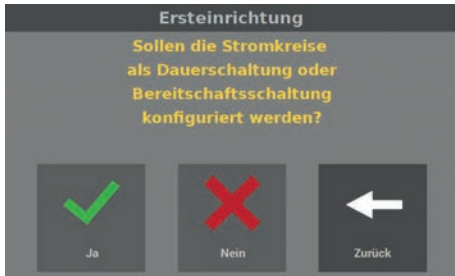 Ersteinrichtung
Sollen die Stromkreise
als Dauerschaltung oder
Bereitschaftsschaltung
konfiguriert werden?
Ja
Nein
Zurück